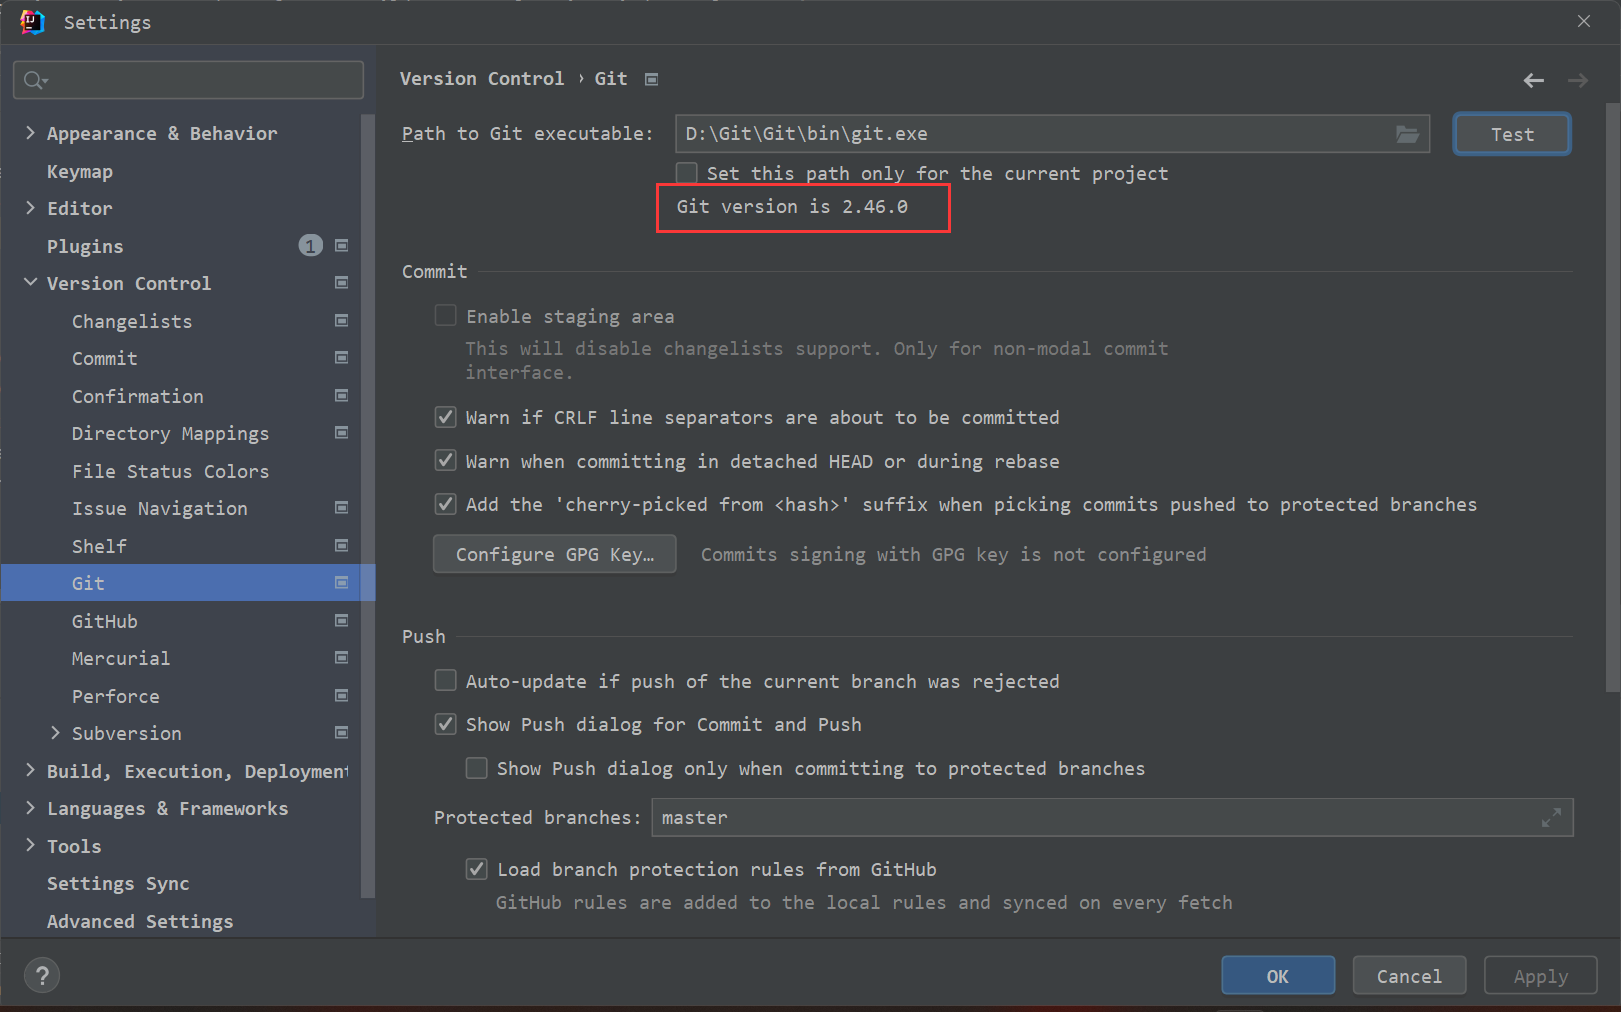 Settings
Appearance & Behavior
Keymap
Editor
Plugins 1
Version Control
Changelists
Commit
Confirmation
Directory Mappings
File Status Colors
Issue Navigation
Shelf
Git
GitHub
Mercurial
Perforce
Subversion
Build, Execution, Deployment
Languages & Frameworks
Tools
Settings Sync
Advanced Settings
Version Control › Git
Path to Git executable: D:\Git\Git\bin\git.exe Test
Set this path only for the current project
Git version is 2.46.0
Commit
Enable staging area
This will disable changelists support. Only for non-modal commit
interface.
Warn if CRLF line separators are about to be committed
Warn when committing in detached HEAD or during rebase
Add the 'cherry-picked from <hash>' suffix when picking commits pushed to protected branches
Configure GPG Key… Commits signing with GPG key is not configured
Push
Auto-update if push of the current branch was rejected
Show Push dialog for Commit and Push
Show Push dialog only when committing to protected branches
Protected branches: master
Load branch protection rules from GitHub
GitHub rules are added to the local rules and synced on every fetch
? OK Cancel Apply